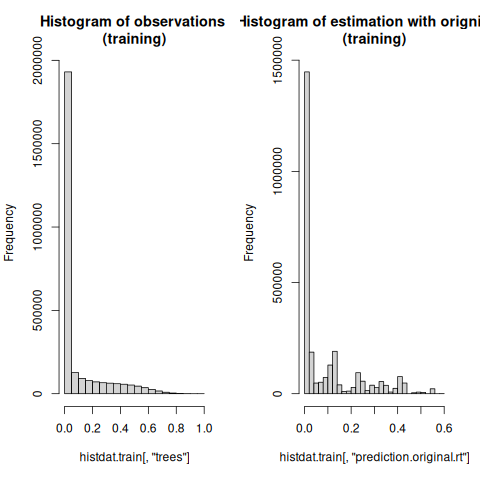 Histogram of observations
(training)
Frequency
0
500000
1000000
1500000
2000000
0.0 0.2 0.4 0.6 0.8 1.0
histdat.train[, "trees"]
Histogram of estimation with origni
(training)
Frequency
0
500000
1000000
1500000
0.0 0.2 0.4 0.6
histdat.train[, "prediction.original.rt"]